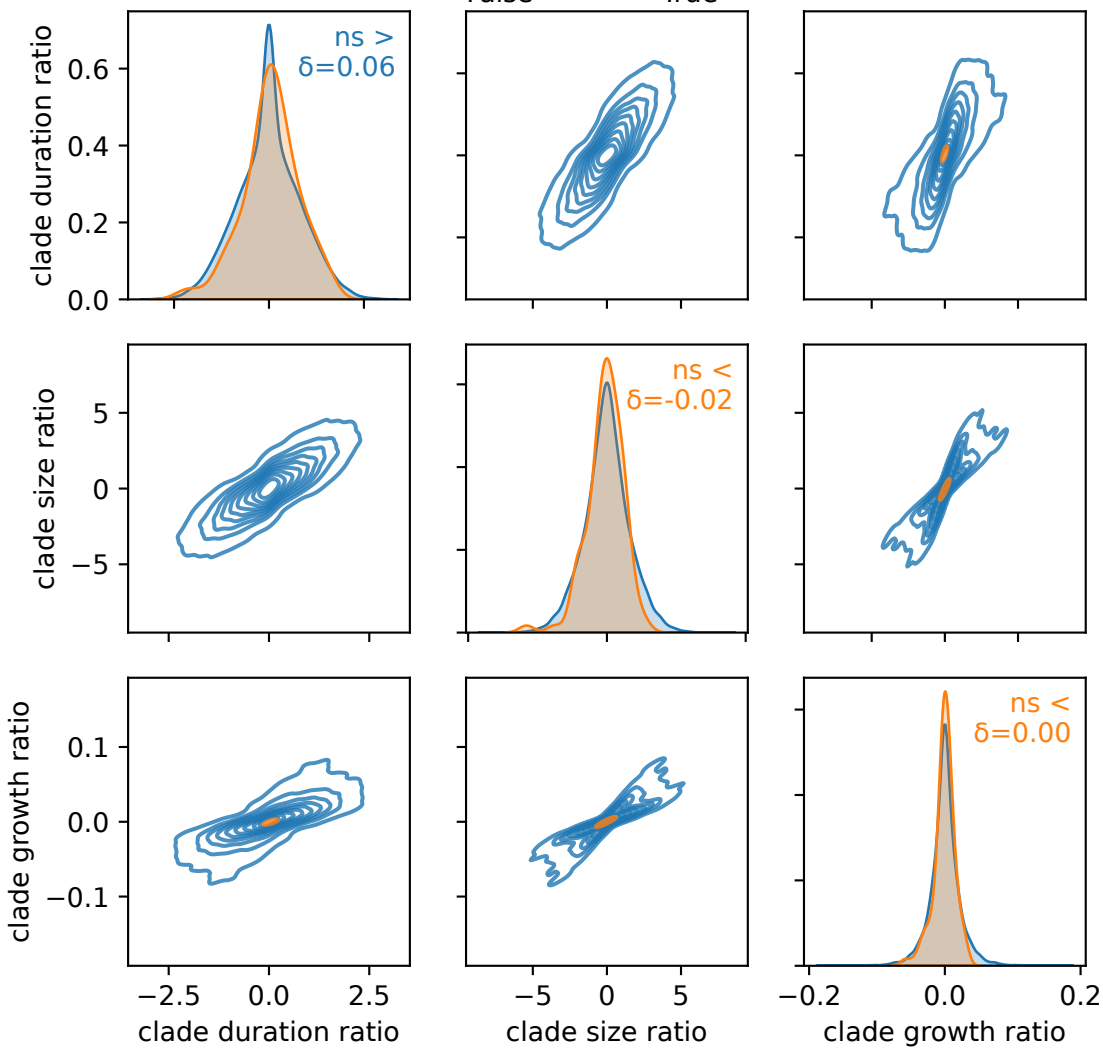 clade duration ratio
0.6
0.4
0.2
0.0
ns >
δ=0.06
clade size ratio
5
0
−5
ns <
δ=-0.02
clade growth ratio
0.1
0.0
−0.1
ns <
δ=0.00
−2.5 0.0 2.5
−5 0 5
−0.2 0.0 0.2
clade duration ratio
clade size ratio
clade growth ratio